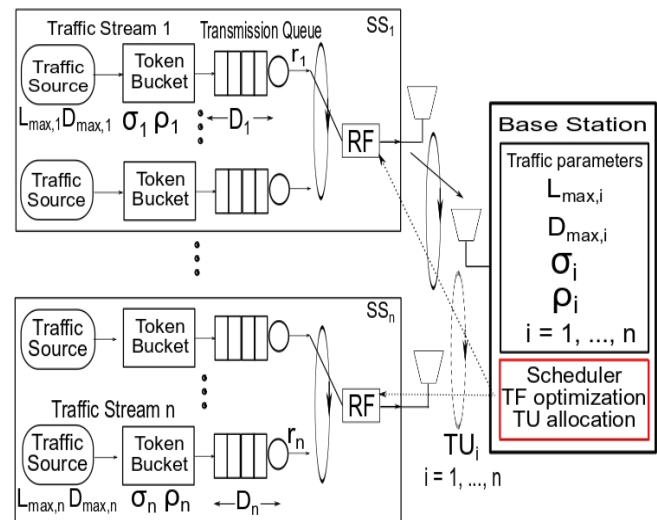 Traffic Stream 1
Transmission Queue
SS₁
Traffic Source
Token Bucket
r₁
Lmax,1 Dmax,1
σ₁ ρ₁
D₁
RF
Traffic Source
Token Bucket
SSₙ
Traffic Source
Token Bucket
Traffic Stream n
RF
Traffic Source
Token Bucket
rₙ
Lmax,n Dmax,n
σₙ ρₙ
Dₙ
TUᵢ
i = 1, ..., n
Base Station
Traffic parameters
Lmax,i
Dmax,i
σᵢ
ρᵢ
i = 1, ..., n
Scheduler
TF optimization
TU allocation